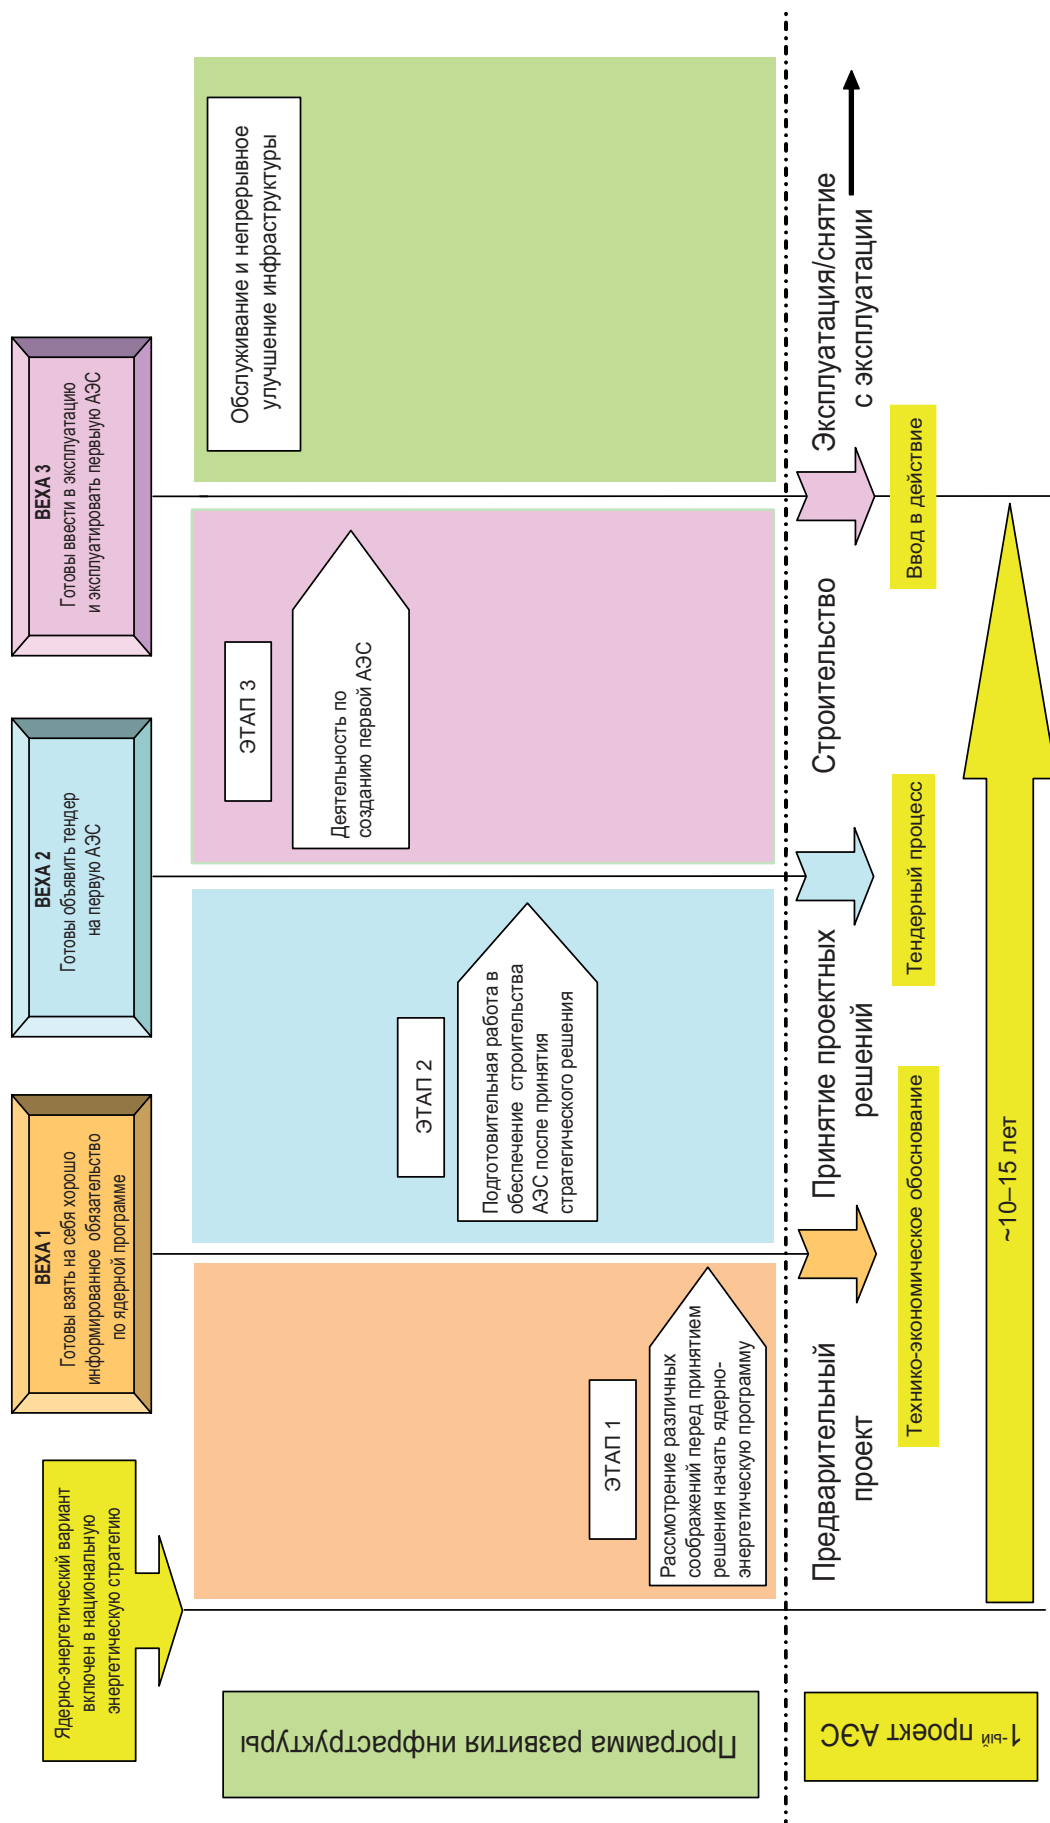 Ядерно-энергетический вариант
включен в национальную
энергетическую стратегию
ВЕХА 1
Готовы взять на себя хорошо
информированное обязательство
по ядерной программе
ВЕХА 2
Готовы объявить тендер
на первую АЭС
ВЕХА 3
Готовы ввести в эксплуатацию
и эксплуатировать первыую АЭС
Программа развития инфраструктуры
ЭТАП 1
Рассмотрение различных
соображений перед принятием
решения начать ядерно-
энергетическую программу
ЭТАП 2
Подготовительная работа в
обеспечение строительства
АЭС после принятия
стратегического решения
ЭТАП 3
Деятельность по
созданию первой АЭС
Обслуживание и непрерывное
улучшение инфраструктуры
1-ый проект АЭС
Предварительный
проект
Принятие проектных
решений
Строительство
Эксплуатация/снятие
с эксплуатации
Технико-экономическое обоснование
Тендерный процесс
Ввод в действие
~10–15 лет